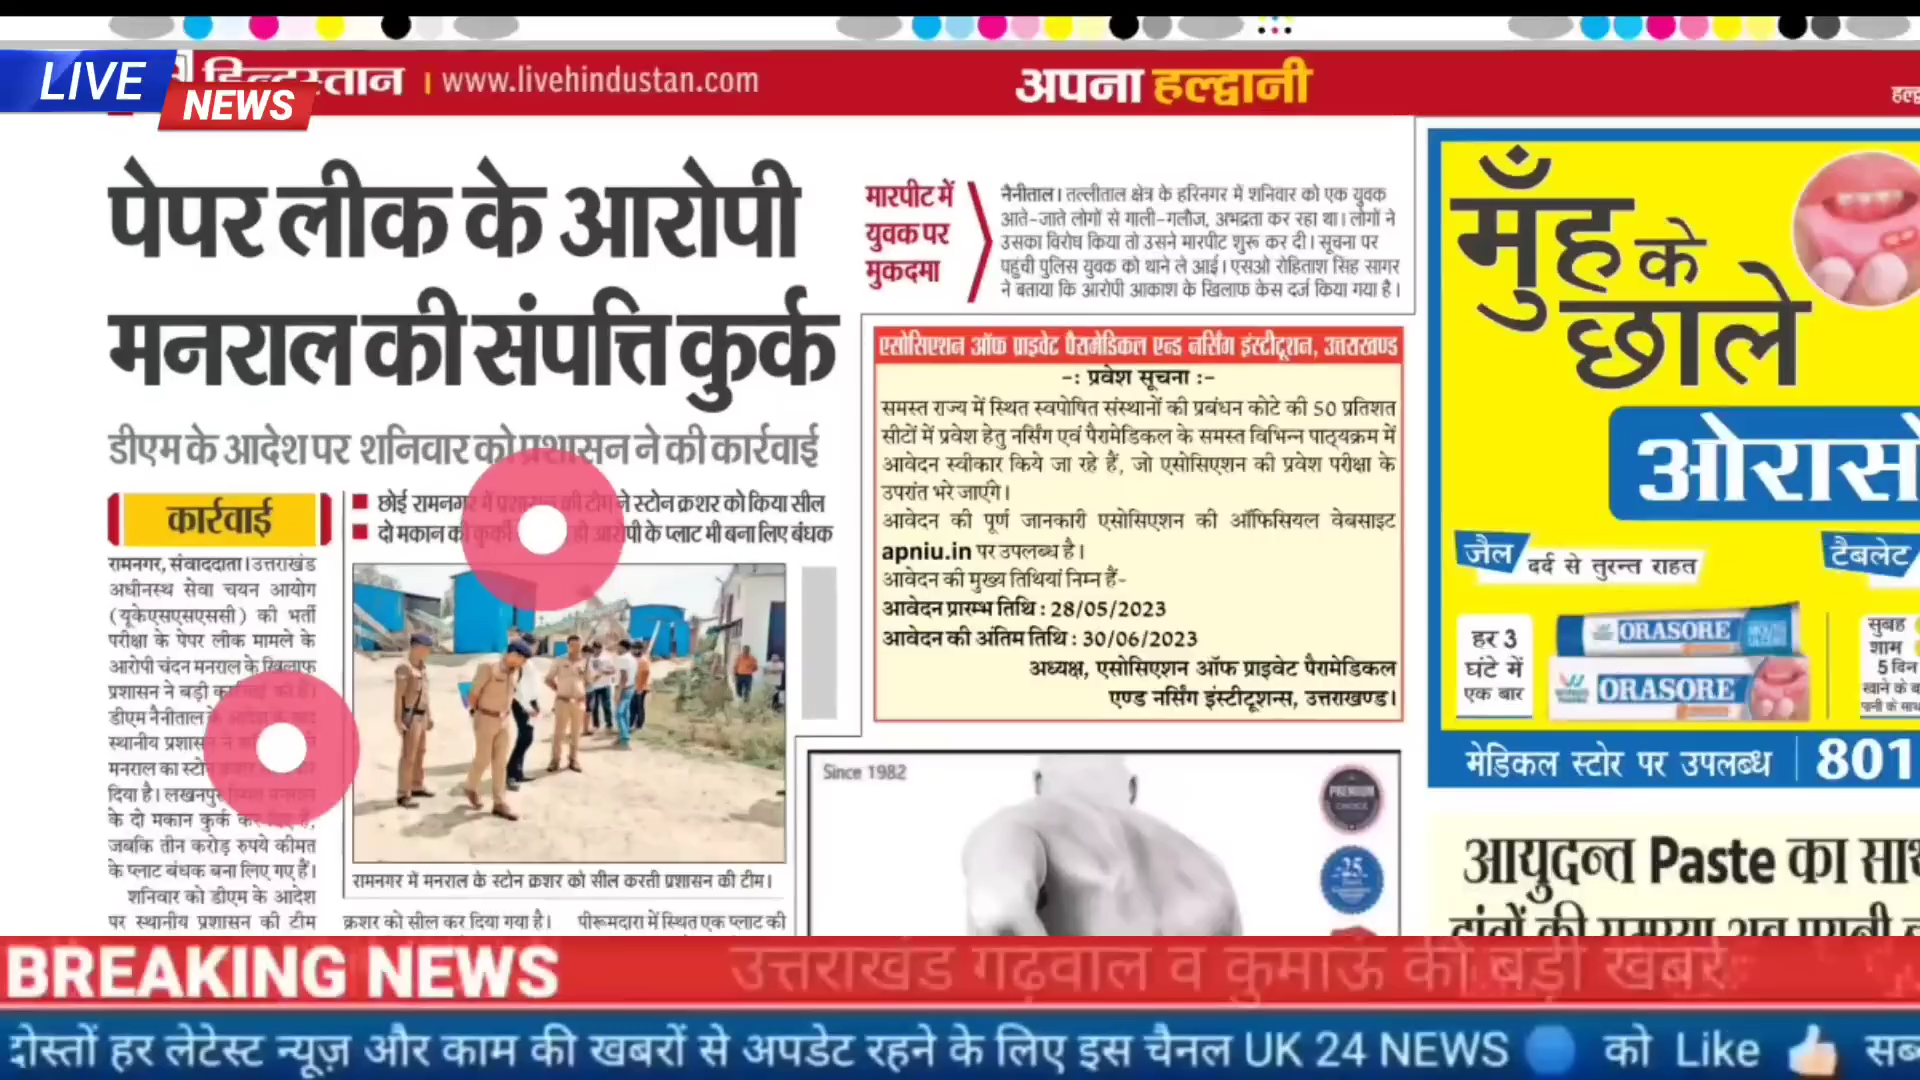 LIVE
NEWS
हिन्दुस्तान । www.livehindustan.com
अपना हल्द्वानी
पेपर लीक के आरोपी
मनराल की संपत्ति कुर्क
डीएम के आदेश पर शनिवार को प्रशासन ने की कार्रवाई
कार्रवाई
छोई रामनगर में प्रशासन की टीम ने स्टोन क्रशर को किया सील
दो मकान की कुर्की ही आरोपी के प्लाट भी बना लिए बंधक
रामनगर, संवाददाता। उत्तराखंड
अधीनस्थ सेवा चयन आयोग
(यूकेएसएसएससी) की भर्ती
परीक्षा के पेपर लीक मामले के
आरोपी चंदन मनराल के खिलाफ
प्रशासन ने बड़ी
डीएम नैनीताल के
स्थानीय प्रशासन ने
मनराल का स्टोन
दिया है। लखनपुर
के दो मकान कुर्क कर दिए हैं,
जबकि तीन करोड़ रुपये कीमत
के प्लाट बंधक बना लिए गए हैं।
शनिवार को डीएम के आदेश
पर स्थानीय प्रशासन की टीम
रामनगर में मनराल के स्टोन क्रशर को सील करती प्रशासन की टीम।
क्रशर को सील कर दिया गया है।
पीरूमदारा में स्थित एक प्लाट की
मारपीट में
युवक पर
मुकदमा
नैनीताल। तल्लीताल क्षेत्र के हरिनगर में शनिवार को एक युवक
आते-जाते लोगों से गाली-गलौज, अभद्रता कर रहा था। लोगों ने
उसका विरोध किया तो उसने मारपीट शुरू कर दी। सूचना पर
पहुंची पुलिस युवक को थाने ले आई। एसओ रोहिताश सिह सागर
ने बताया कि आरोपी आकाश के खिलाफ केस दर्ज किया गया है।
एसोसिएशन ऑफ प्राइवेट पैरामेडिकल एन्ड नर्सिंग इंस्टीटूशन, उत्तराखण्ड
-: प्रवेश सूचना :-
समस्त राज्य में स्थित स्वपोषित संस्थानों की प्रबंधन कोटे की 50 प्रतिशत
सीटों में प्रवेश हेतु नर्सिंग एवं पैरामेडिकल के समस्त विभिन्न पाठ्यक्रम में
आवेदन स्वीकार किये जा रहे हैं, जो एसोसिएशन की प्रवेश परीक्षा के
उपरांत भरे जाएंगे।
आवेदन की पूर्ण जानकारी एसोसिएशन की ऑफिसियल वेबसाइट
apniu.in पर उपलब्ध है।
आवेदन की मुख्य तिथियां निम्न हैं-
आवेदन प्रारम्भ तिथि : 28/05/2023
आवेदन की अंतिम तिथि : 30/06/2023
अध्यक्ष, एसोसिएशन ऑफ प्राइवेट पैरामेडिकल
एण्ड नर्सिंग इंस्टीटूशन्स, उत्तराखण्ड।
Since 1982
PREMIUM
25
मुँह के
छाले
ओरासो
जैल दर्द से तुरन्त राहत
टैबलेट
हर 3
घंटे में
एक बार
ORASORE
ORASORE
सुबह
शाम
5 दिन
मेडिकल स्टोर पर उपलब्ध
801
आयुदन्त Paste का साथ
BREAKING NEWS
उत्तराखंड गढ़वाल व कुमाऊं की बड़ी खबरें
दोस्तों हर लेटेस्ट न्यूज़ और काम की खबरों से अपडेट रहने के लिए इस चैनल UK 24 NEWS को Like सब्